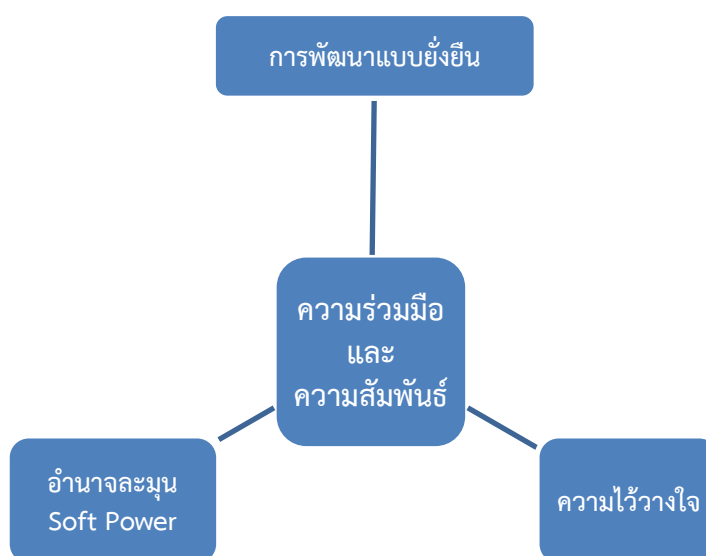 การพัฒนาแบบยั่งยืน
ความร่วมมือ
และ
ความสัมพันธ์
อำนาจละมุน
Soft Power
ความไว้วางใจ